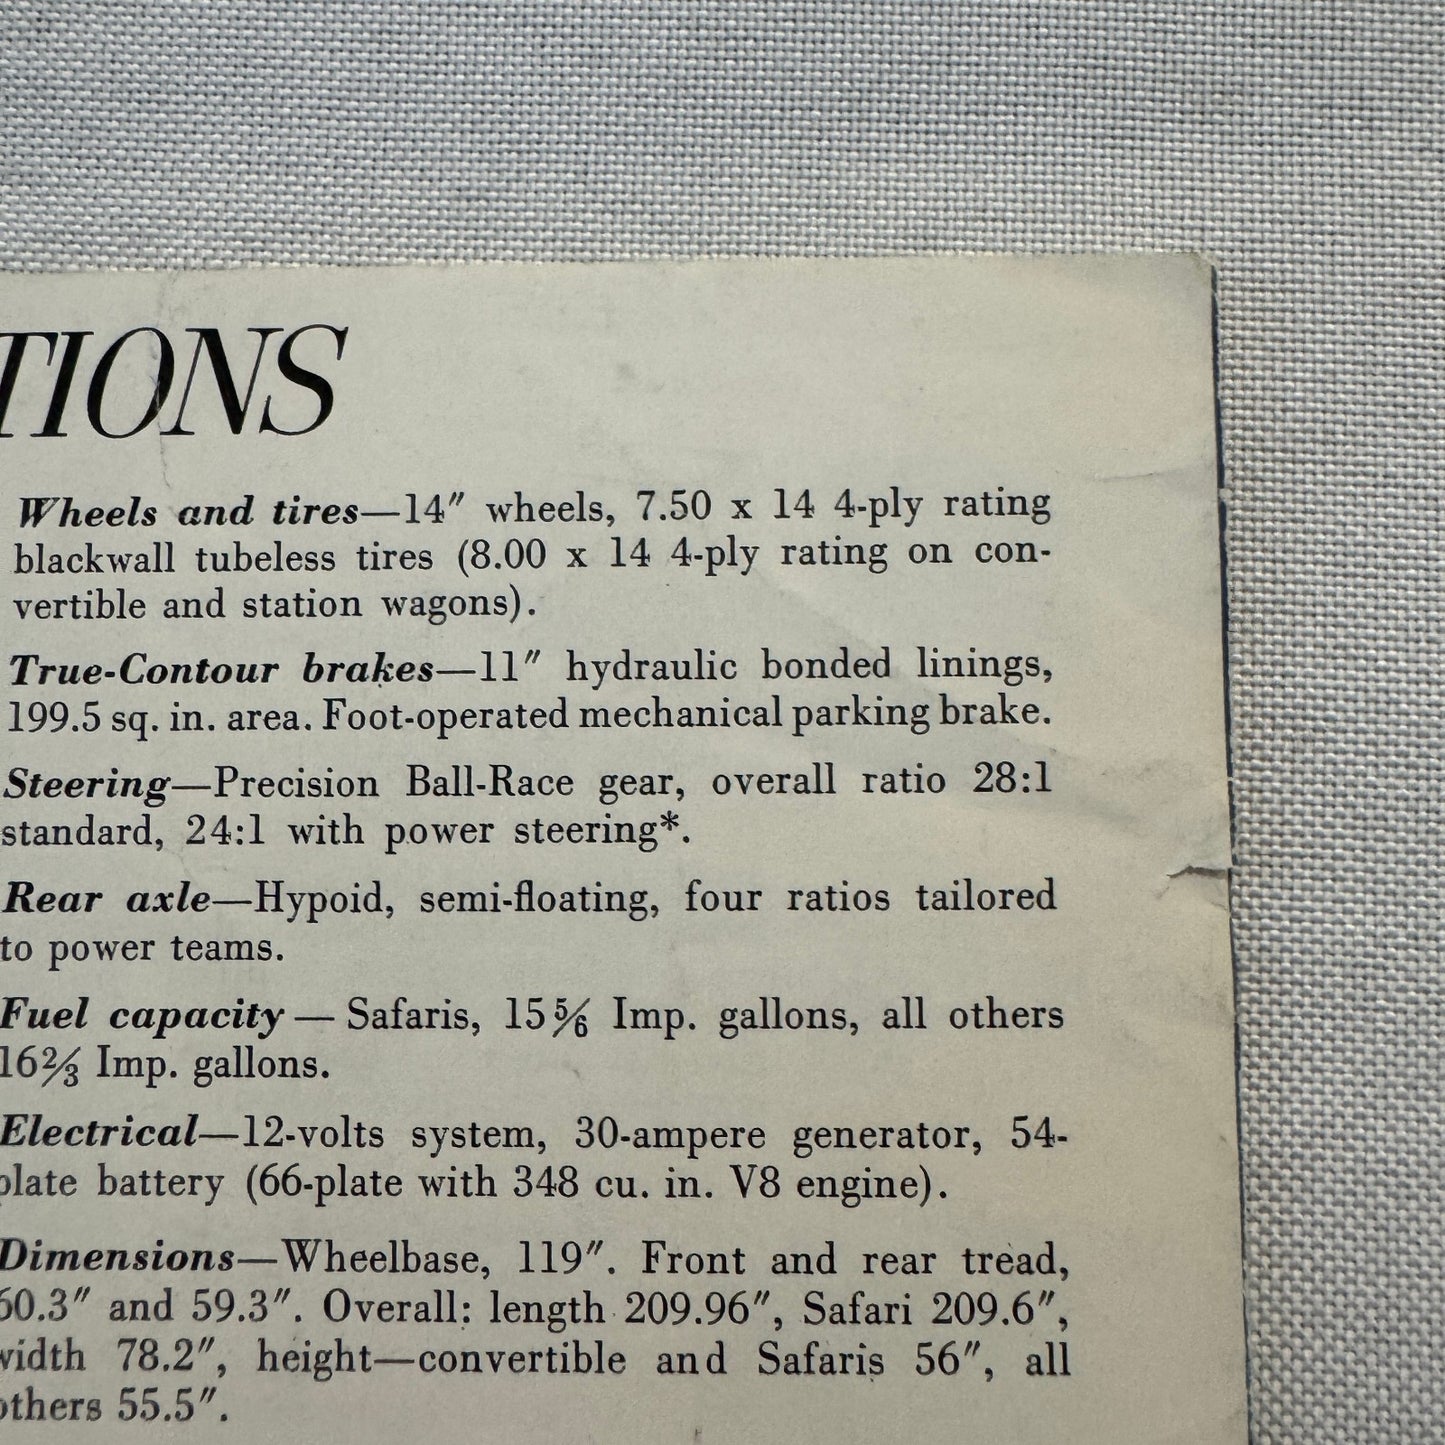 TIONS
Wheels and tires—14″ wheels, 7.50 x 14 4-ply rating
blackwall tubeless tires (8.00 x 14 4-ply rating on con-
vertible and station wagons).
True-Contour brakes—11″ hydraulic bonded linings,
199.5 sq. in. area. Foot-operated mechanical parking brake.
Steering—Precision Ball-Race gear, overall ratio 28:1
standard, 24:1 with power steering*.
Rear axle—Hypoid, semi-floating, four ratios tailored
to power teams.
Fuel capacity — Safaris, 15 5/6 Imp. gallons, all others
16 2/3 Imp. gallons.
Electrical—12-volts system, 30-ampere generator, 54-
plate battery (66-plate with 348 cu. in. V8 engine).
Dimensions—Wheelbase, 119″. Front and rear tread,
60.3″ and 59.3″. Overall: length 209.96″, Safari 209.6″,
width 78.2″, height—convertible and Safaris 56″, all
others 55.5″.